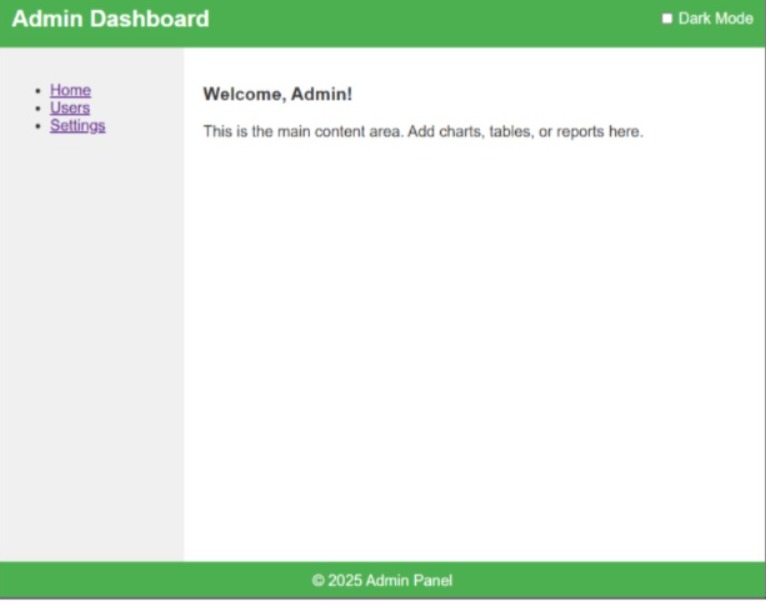 Admin Dashboard
Dark Mode
Home
Users
Settings
Welcome, Admin!
This is the main content area. Add charts, tables, or reports here.
© 2025 Admin Panel